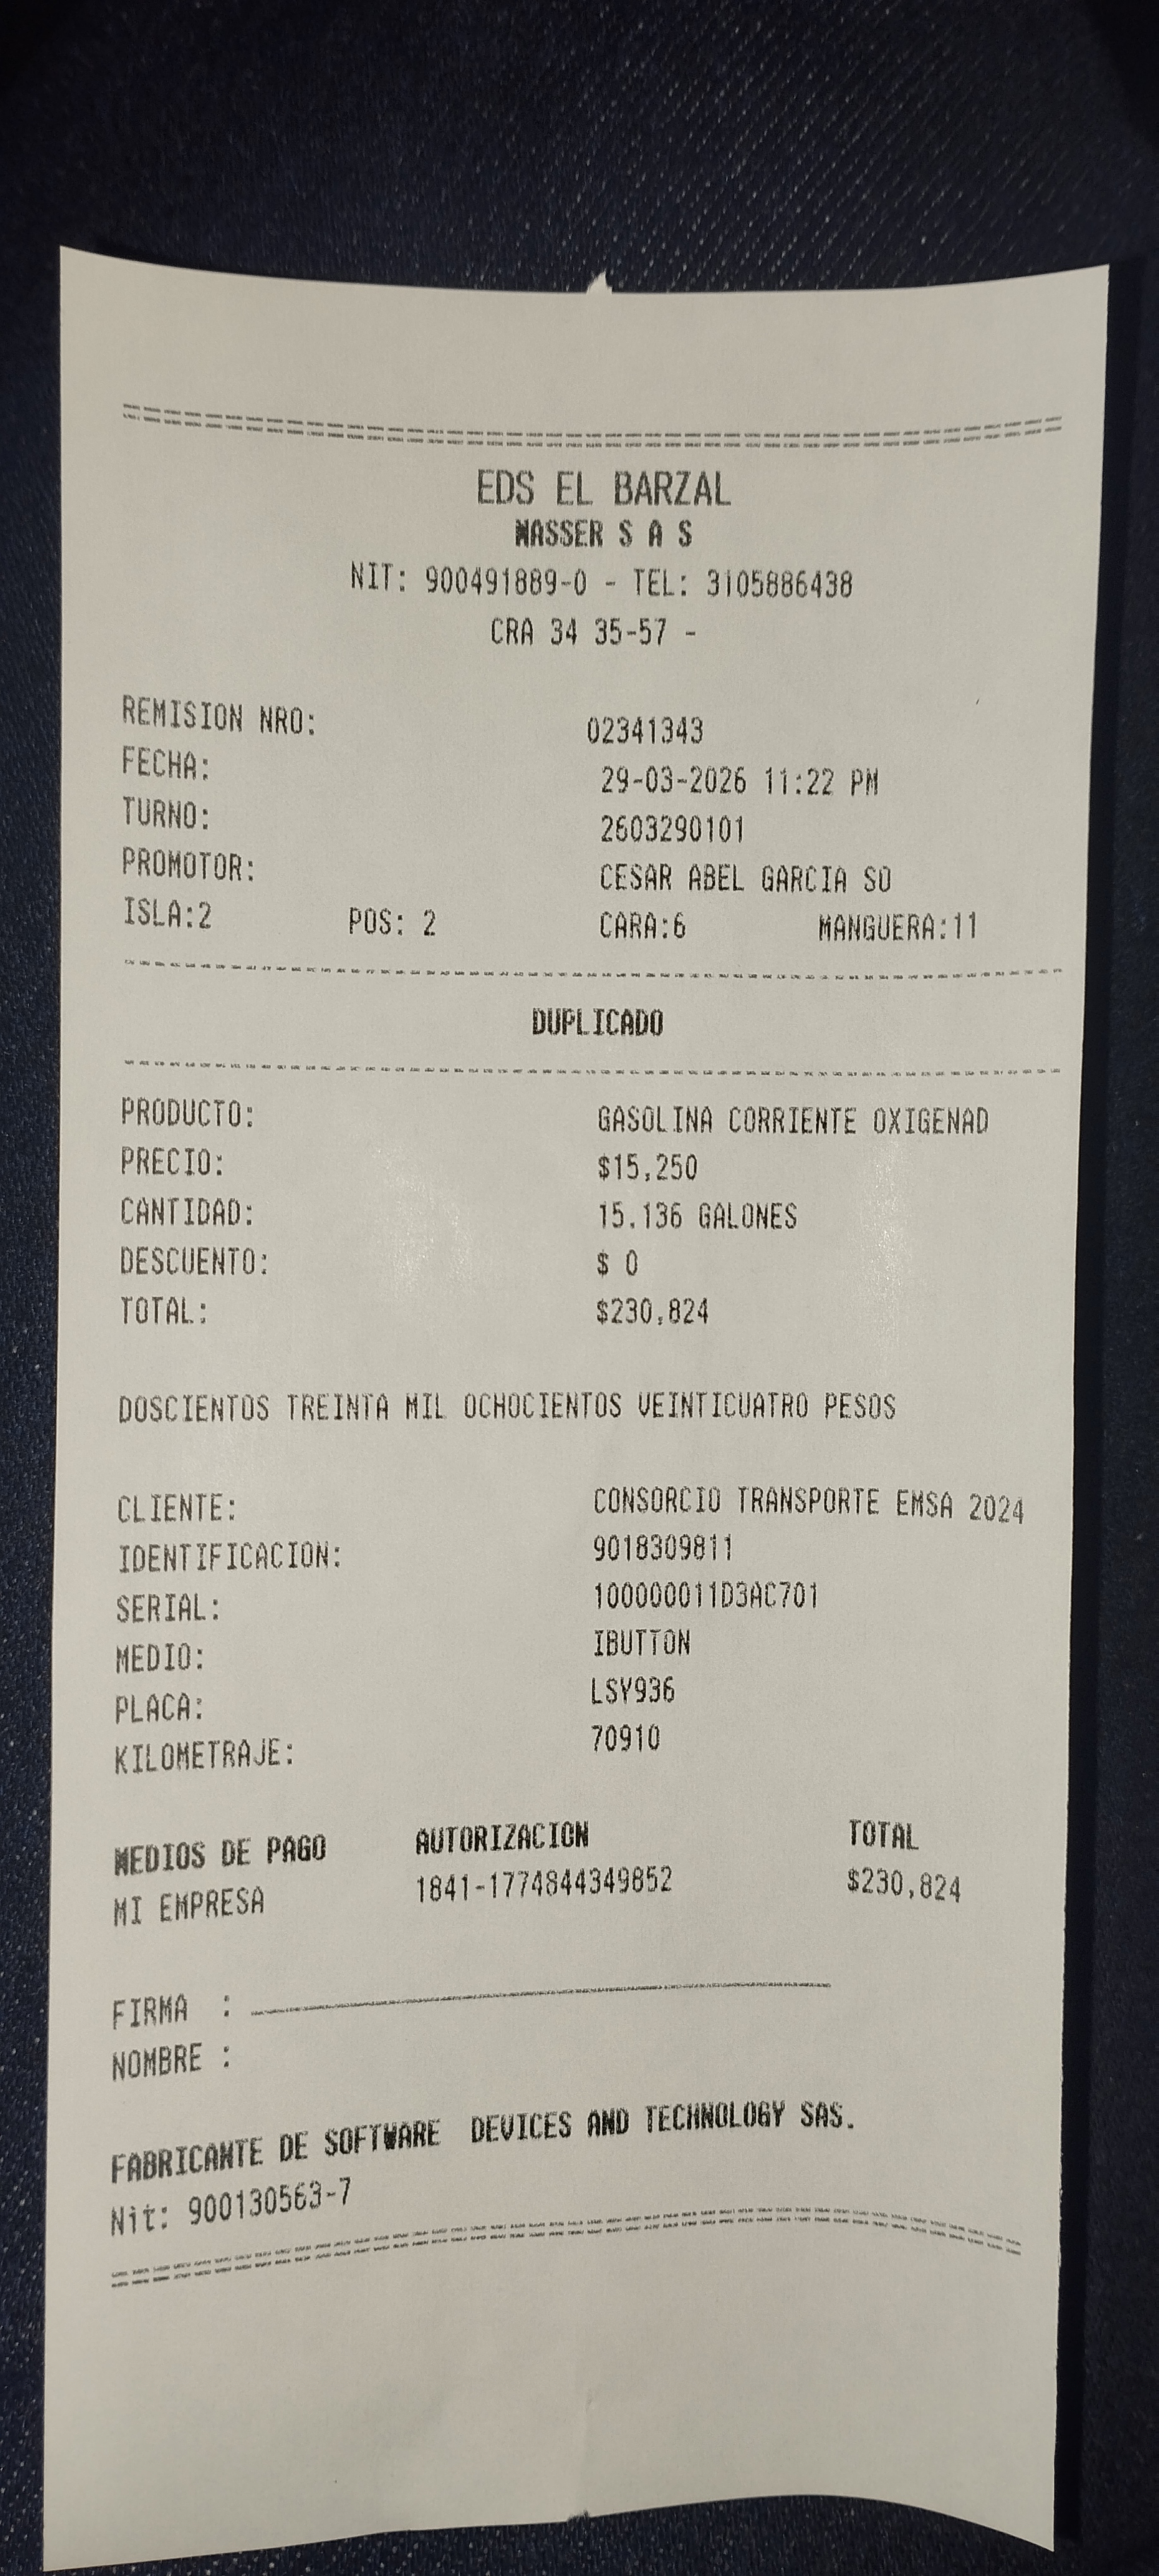 EDS EL BARZAL
MASSER S A S
NIT: 900491889-0 - TEL: 3105886438
CRA 34 35-57 -
REMISION NRO: 02341343
FECHA: 29-03-2026 11:22 PM
TURNO: 2603290101
PROMOTOR: CESAR ABEL GARCIA SO
ISLA:2 POS: 2 CARA:6 MANGUERA:11
DUPLICADO
PRODUCTO: GASOLINA CORRIENTE OXIGENAD
PRECIO: $15,250
CANTIDAD: 15.136 GALONES
DESCUENTO: $ 0
TOTAL: $230,824
DOSCIENTOS TREINTA MIL OCHOCIENTOS VEINTICUATRO PESOS
CLIENTE: CONSORCIO TRANSPORTE EMSA 2024
IDENTIFICACION: 9018309811
SERIAL: 100000011D3AC701
MEDIO: IBUTTON
PLACA: LSY936
KILOMETRAJE: 70910
MEDIOS DE PAGO AUTORIZACION TOTAL
MI EMPRESA 1841-1774844349852 $230,824
FIRMA :
NOMBRE :
FABRICANTE DE SOFTWARE DEVICES AND TECHNOLOGY SAS.
Nit: 900130563-7